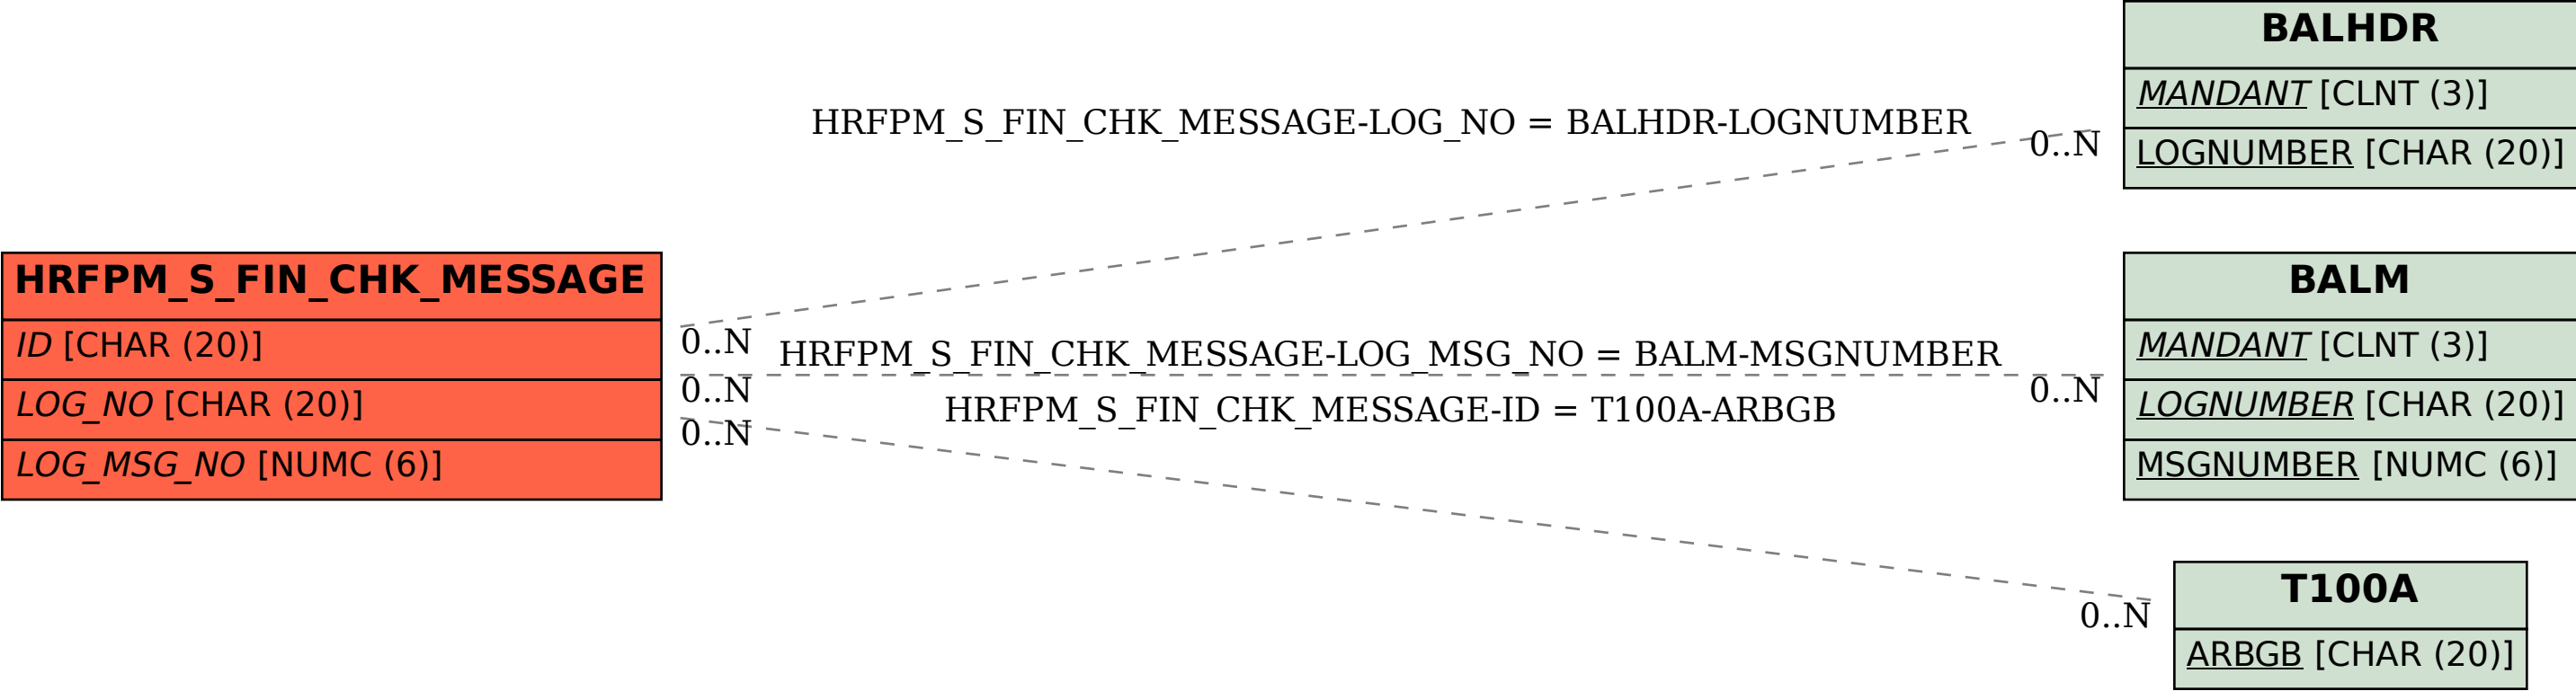 BALHDR
MANDANT [CLNT (3)]
LOGNUMBER [CHAR (20)]
HRFPM_S_FIN_CHK_MESSAGE-LOG_NO = BALHDR-LOGNUMBER
0..N
HRFPM_S_FIN_CHK_MESSAGE
ID [CHAR (20)]
LOG_NO [CHAR (20)]
LOG_MSG_NO [NUMC (6)]
0..N
HRFPM_S_FIN_CHK_MESSAGE-LOG_MSG_NO = BALM-MSGNUMBER
0..N
0..N
HRFPM_S_FIN_CHK_MESSAGE-ID = T100A-ARBGB
0..N
BALM
MANDANT [CLNT (3)]
LOGNUMBER [CHAR (20)]
MSGNUMBER [NUMC (6)]
0..N
T100A
ARBGB [CHAR (20)]